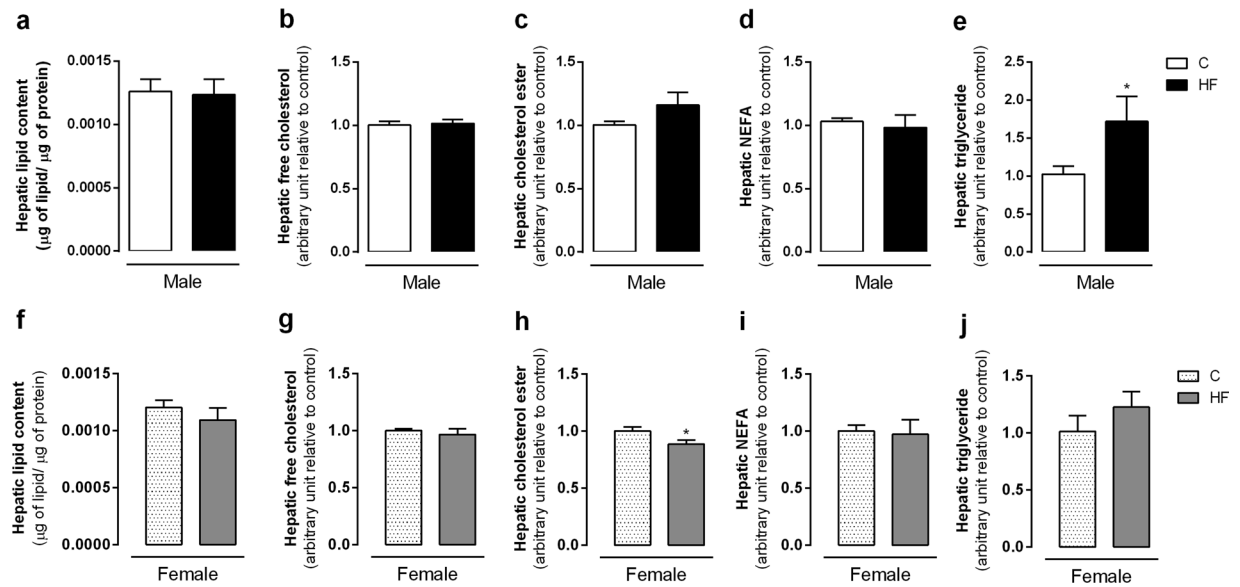 a
Hepatic lipid content
(µg of lipid/ µg of protein)
0.0015
0.0010
0.0005
0.0000
Male
b
Hepatic free cholesterol
(arbitrary unit relative to control)
1.5
1.0
0.5
0.0
Male
c
Hepatic cholesterol ester
(arbitrary unit relative to control)
1.5
1.0
0.5
0.0
Male
d
Hepatic NEFA
(arbitrary unit relative to control)
1.5
1.0
0.5
0.0
Male
e
Hepatic triglyceride
(arbitrary unit relative to control)
2.5
2.0
1.5
1.0
0.5
0.0
*
Male
C
HF
f
Hepatic lipid content
(µg of lipid/ µg of protein)
0.0015
0.0010
0.0005
0.0000
Female
g
Hepatic free cholesterol
(arbitrary unit relative to control)
1.5
1.0
0.5
0.0
Female
h
Hepatic cholesterol ester
(arbitrary unit relative to control)
1.5
1.0
0.5
0.0
*
Female
i
Hepatic NEFA
(arbitrary unit relative to control)
1.5
1.0
0.5
0.0
Female
j
Hepatic triglyceride
(arbitrary unit relative to control)
1.5
1.0
0.5
0.0
Female
C
HF